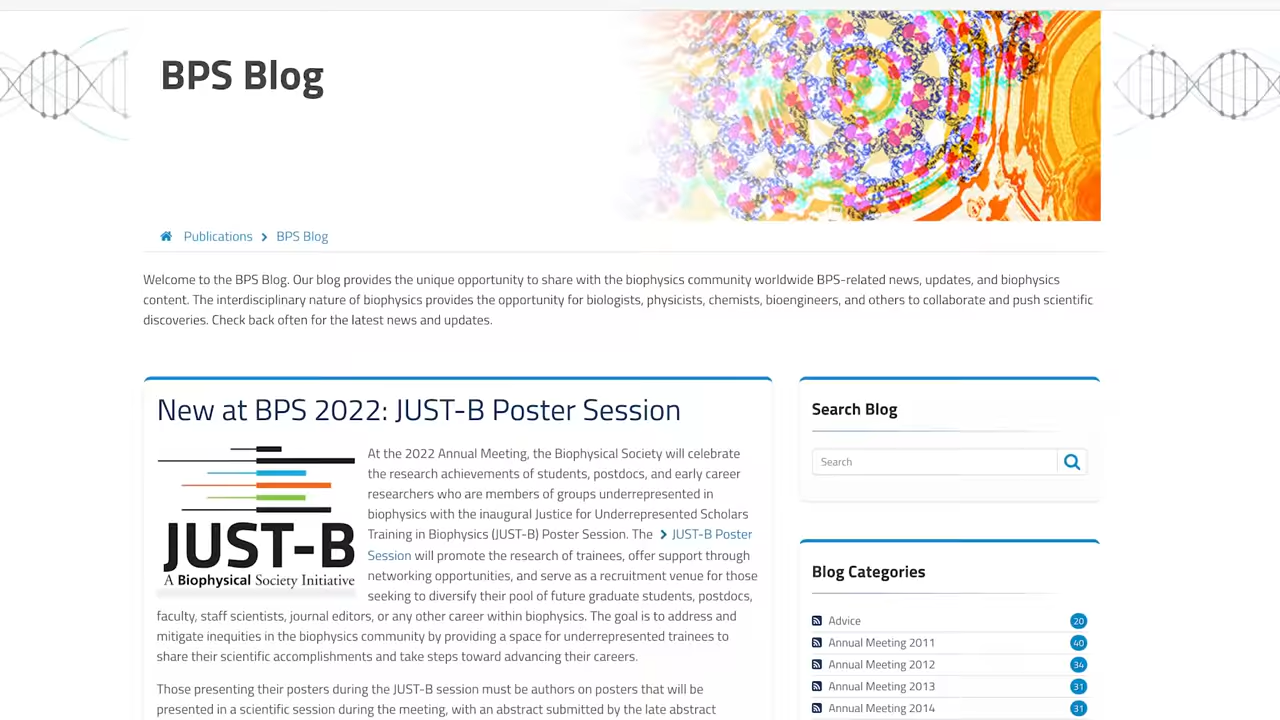 BPS Blog
Publications BPS Blog
Welcome to the BPS Blog. Our blog provides the unique opportunity to share with the biophysics community worldwide BPS-related news, updates, and biophysics
content. The interdisciplinary nature of biophysics provides the opportunity for biologists, physicists, chemists, bioengineers, and others to collaborate and push scientific
discoveries. Check back often for the latest news and updates.
New at BPS 2022: JUST-B Poster Session
JUST-B
A Biophysical Society Initiative
At the 2022 Annual Meeting, the Biophysical Society will celebrate
the research achievements of students, postdocs, and early career
researchers who are members of groups underrepresented in
biophysics with the inaugural Justice for Underrepresented Scholars
Training in Biophysics (JUST-B) Poster Session. The JUST-B Poster
Session will promote the research of trainees, offer support through
networking opportunities, and serve as a recruitment venue for those
seeking to diversify their pool of future graduate students, postdocs,
faculty, staff scientists, journal editors, or any other career within biophysics. The goal is to address and
mitigate inequities in the biophysics community by providing a space for underrepresented trainees to
share their scientific accomplishments and take steps toward advancing their careers.
Those presenting their posters during the JUST-B session must be authors on posters that will be
presented in a scientific session during the meeting, with an abstract submitted by the late abstract
Search Blog
Search
Blog Categories
Advice 20
Annual Meeting 2011 40
Annual Meeting 2012 34
Annual Meeting 2013 31
Annual Meeting 2014 31